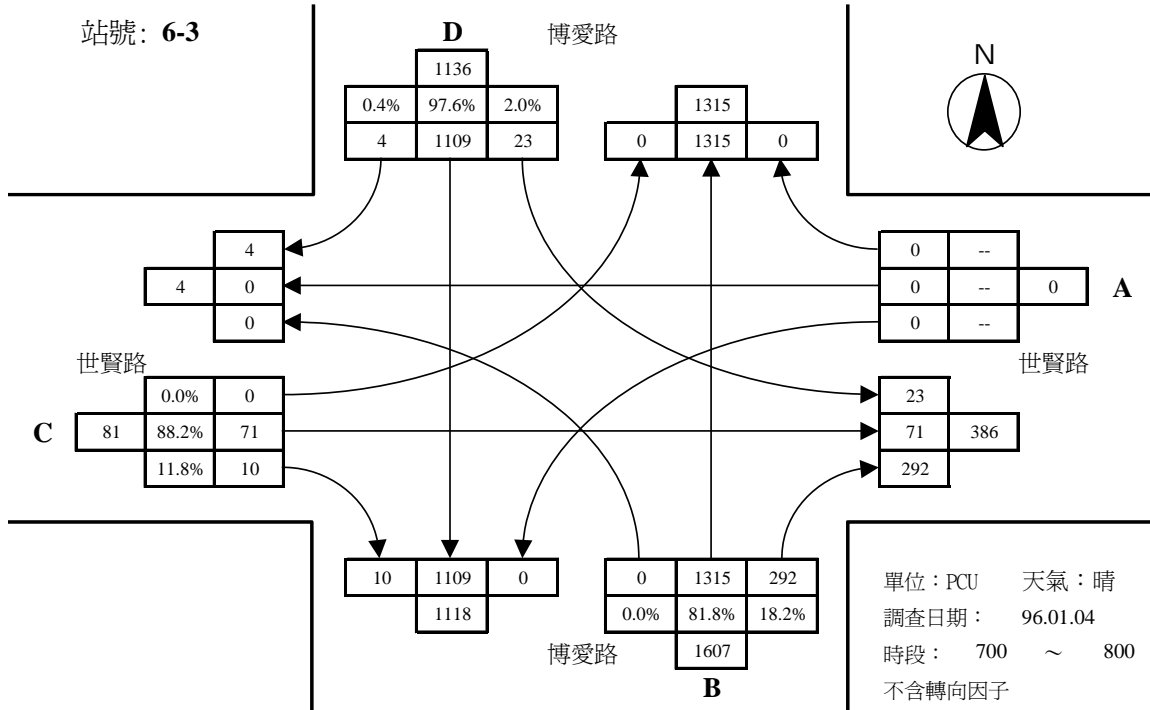 站號: 6-3
D
博愛路
N
1136
0.4% 97.6% 2.0%
4 1109 23
1315
0 1315 0
4
4 0
0
0 --
0 -- 0
0 --
A
世賢路
世賢路
0.0% 0
C
81 88.2% 71
11.8% 10
23
71 386
292
10 1109 0
1118
0 1315 292
0.0% 81.8% 18.2%
1607
博愛路
B
單位：PCU 天氣：晴
調查日期： 96.01.04
時段： 700 ～ 800
不含轉向因子